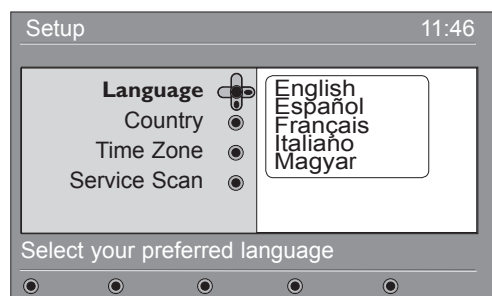 Setup 11:46
Language
Country
Time Zone
Service Scan
English
Español
Français
Italiano
Magyar
Select your preferred language